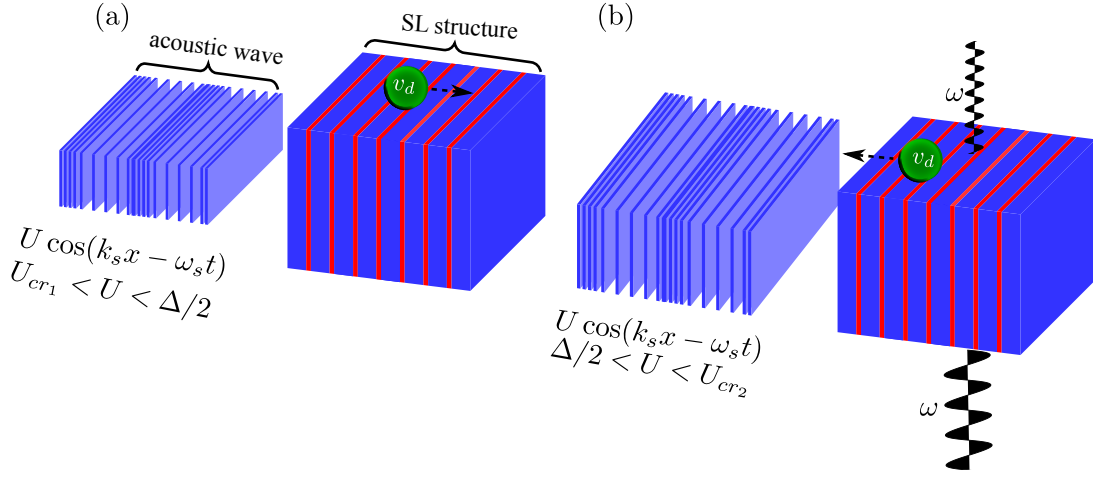 (a)
acoustic wave
SL structure
v_d
U cos(k_s x − ω_s t)
U_{cr_1} < U < Δ/2
(b)
ω
v_d
U cos(k_s x − ω_s t)
Δ/2 < U < U_{cr_2}
ω